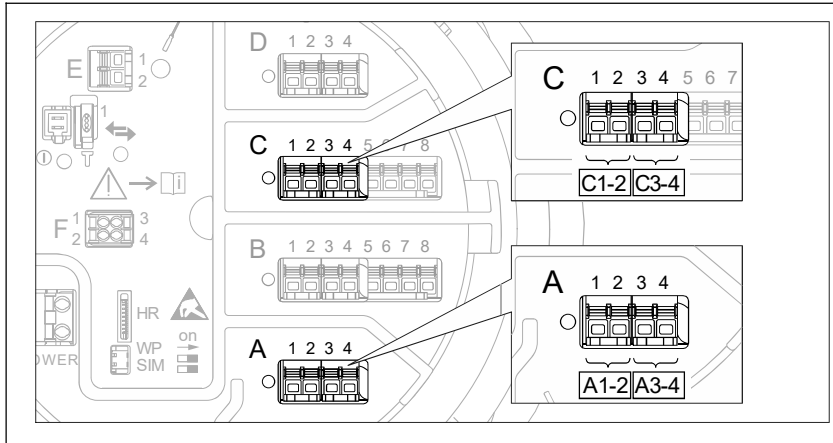 D 1 2 3 4
E 1
2
1
C 1 2 3 4 5 6 7 8
F 1 3
2 4
B 1 2 3 4 5 6 7 8
HR
WP
SIM
on
OWER
A 1 2 3 4
C 1 2 3 4 5 6 7
C1-2 C3-4
A 1 2 3 4
A1-2 A3-4